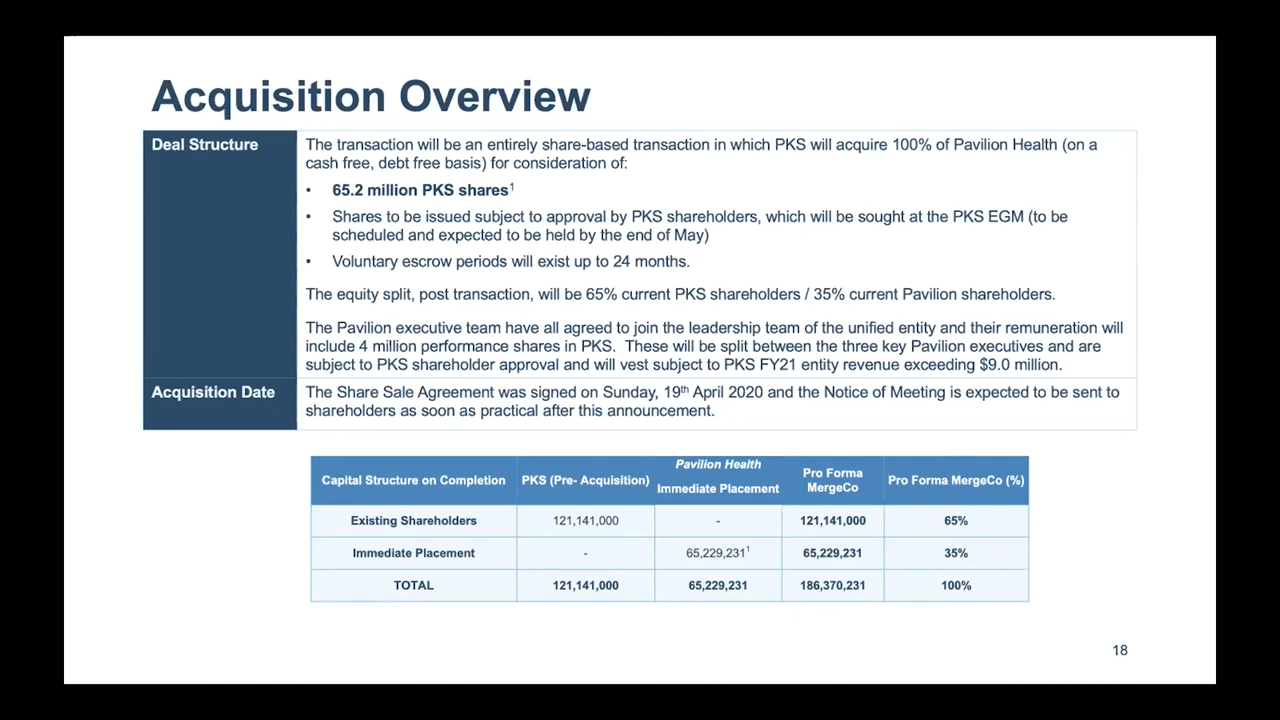 Acquisition Overview
Deal Structure
The transaction will be an entirely share-based transaction in which PKS will acquire 100% of Pavilion Health (on a
cash free, debt free basis) for consideration of:
• 65.2 million PKS shares¹
• Shares to be issued subject to approval by PKS shareholders, which will be sought at the PKS EGM (to be
scheduled and expected to be held by the end of May)
• Voluntary escrow periods will exist up to 24 months.
The equity split, post transaction, will be 65% current PKS shareholders / 35% current Pavilion shareholders.
The Pavilion executive team have all agreed to join the leadership team of the unified entity and their remuneration will
include 4 million performance shares in PKS.  These will be split between the three key Pavilion executives and are
subject to PKS shareholder approval and will vest subject to PKS FY21 entity revenue exceeding $9.0 million.
Acquisition Date
The Share Sale Agreement was signed on Sunday, 19th April 2020 and the Notice of Meeting is expected to be sent to
shareholders as soon as practical after this announcement.
Capital Structure on Completion PKS (Pre- Acquisition) Pavilion Health Immediate Placement Pro Forma MergeCo Pro Forma MergeCo (%)
Existing Shareholders 121,141,000 - 121,141,000 65%
Immediate Placement - 65,229,231¹ 65,229,231 35%
TOTAL 121,141,000 65,229,231 186,370,231 100%
18